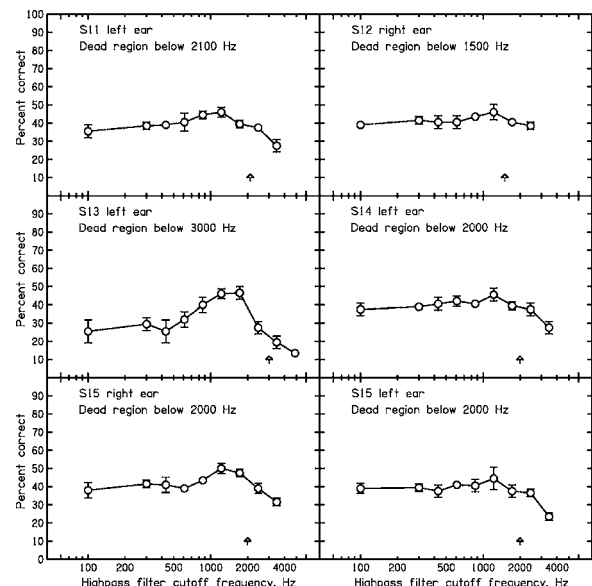 100
90
80
70
60
50
40
30
20
10
Percent correct
S11 left ear
Dead region below 2100 Hz
S12 right ear
Dead region below 1500 Hz
90
80
70
60
50
40
30
20
10
Percent correct
S13 left ear
Dead region below 3000 Hz
S14 left ear
Dead region below 2000 Hz
90
80
70
60
50
40
30
20
10
0
Percent correct
S15 right ear
Dead region below 2000 Hz
S15 left ear
Dead region below 2000 Hz
100 200 400 1000 2000 4000
100 200 400 1000 2000 4000
Highpass filter cutoff frequency, Hz
Highpass filter cutoff frequency, Hz